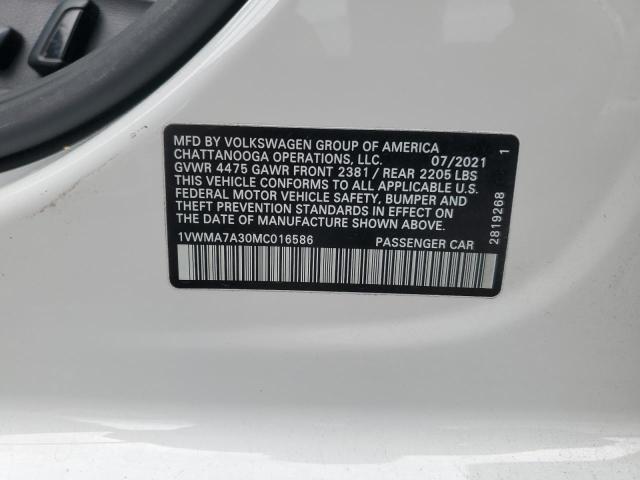 MFD BY VOLKSWAGEN GROUP OF AMERICA
CHATTANOOGA OPERATIONS, LLC. 07/2021
GVWR 4475 GAWR FRONT 2381 / REAR 2205 LBS
THIS VEHICLE CONFORMS TO ALL APPLICABLE U.S.
FEDERAL MOTOR VEHICLE SAFETY, BUMPER AND
THEFT PREVENTION STANDARDS IN EFFECT ON
THE DATE OF MANUFACTURE SHOWN ABOVE.
1VWMA7A30MC016586 PASSENGER CAR
2819268 1